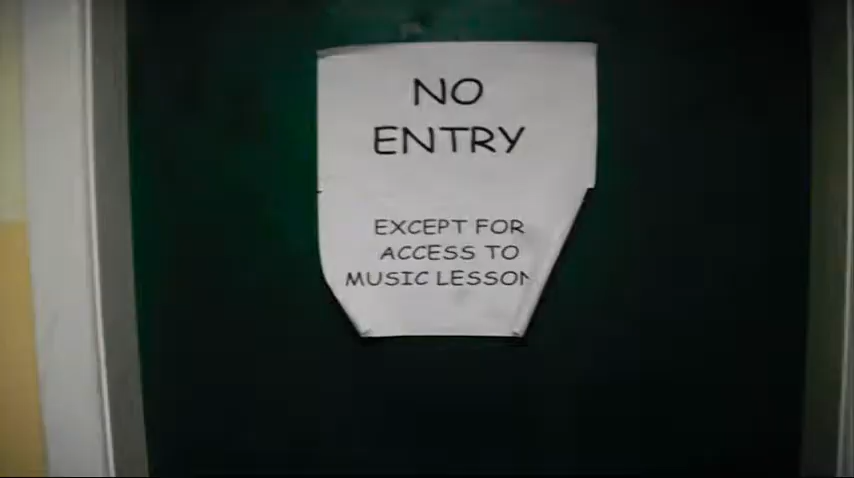 NO
ENTRY
EXCEPT FOR
ACCESS TO
MUSIC LESSON